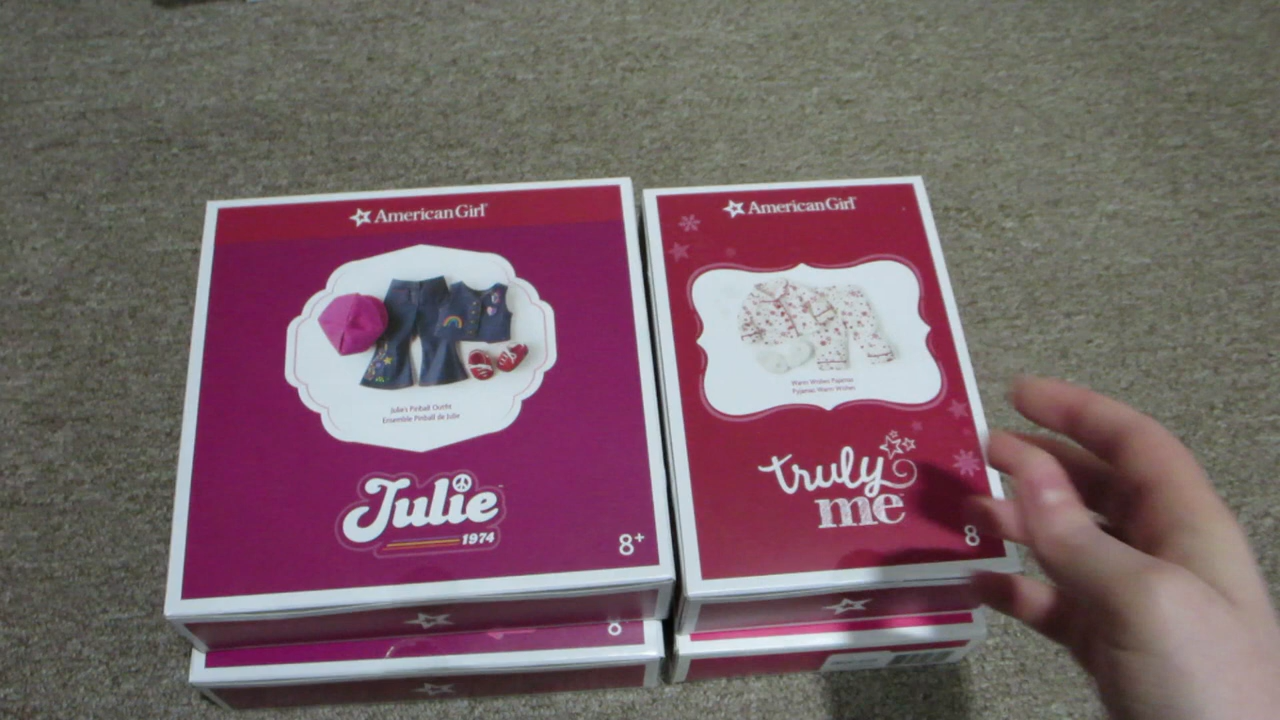 American Girl
Julie's Pinball Outfit
Ensemble Pinball de Julie
Julie
1974
8+
8
American Girl
Warm Wishes Pajamas
Pyjamas Warm Wishes
truly
me
8